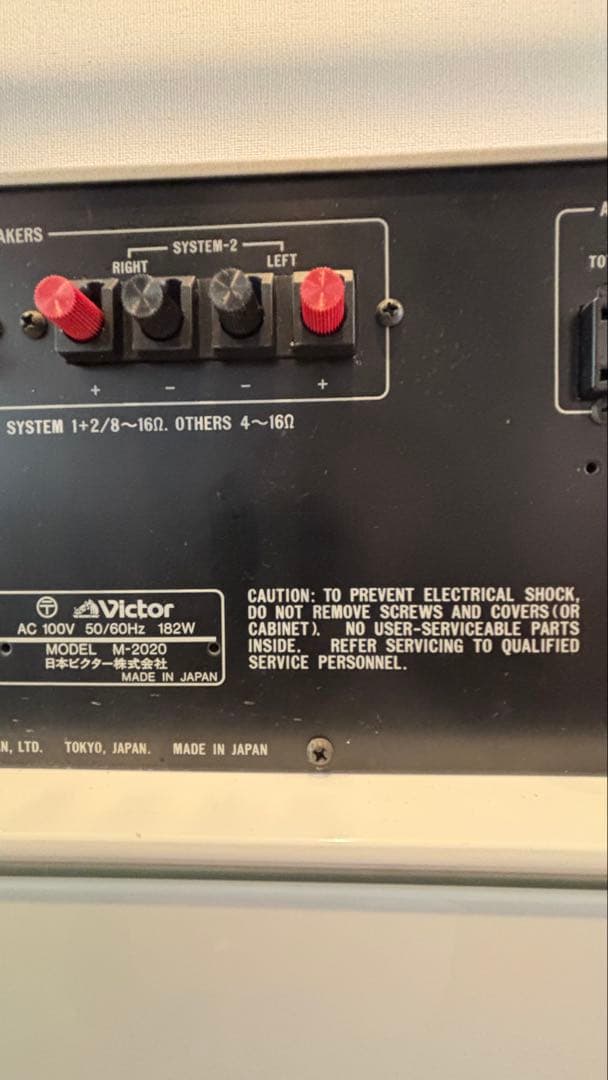 AKERS
SYSTEM-2
RIGHT LEFT
+ − − +
SYSTEM 1+2/8～16Ω. OTHERS 4～16Ω
A
TO
Victor
AC 100V 50/60Hz 182W
MODEL M-2020
日本ビクター株式会社
MADE IN JAPAN
CAUTION: TO PREVENT ELECTRICAL SHOCK,
DO NOT REMOVE SCREWS AND COVERS (OR
CABINET). NO USER-SERVICEABLE PARTS
INSIDE. REFER SERVICING TO QUALIFIED
SERVICE PERSONNEL.
N, LTD. TOKYO, JAPAN. MADE IN JAPAN